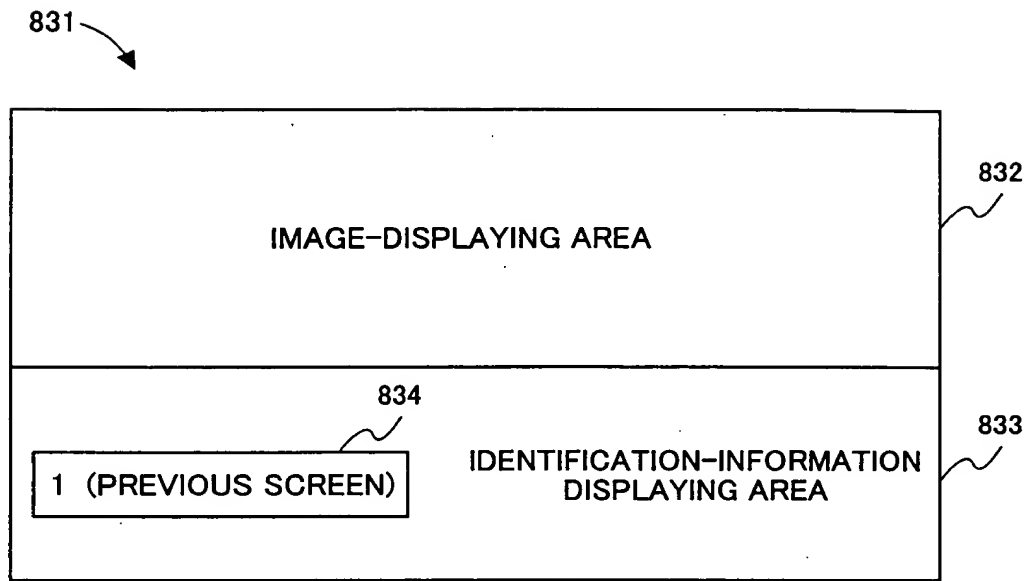 831
832
IMAGE-DISPLAYING AREA
834
833
1 (PREVIOUS SCREEN)
IDENTIFICATION-INFORMATION
DISPLAYING AREA